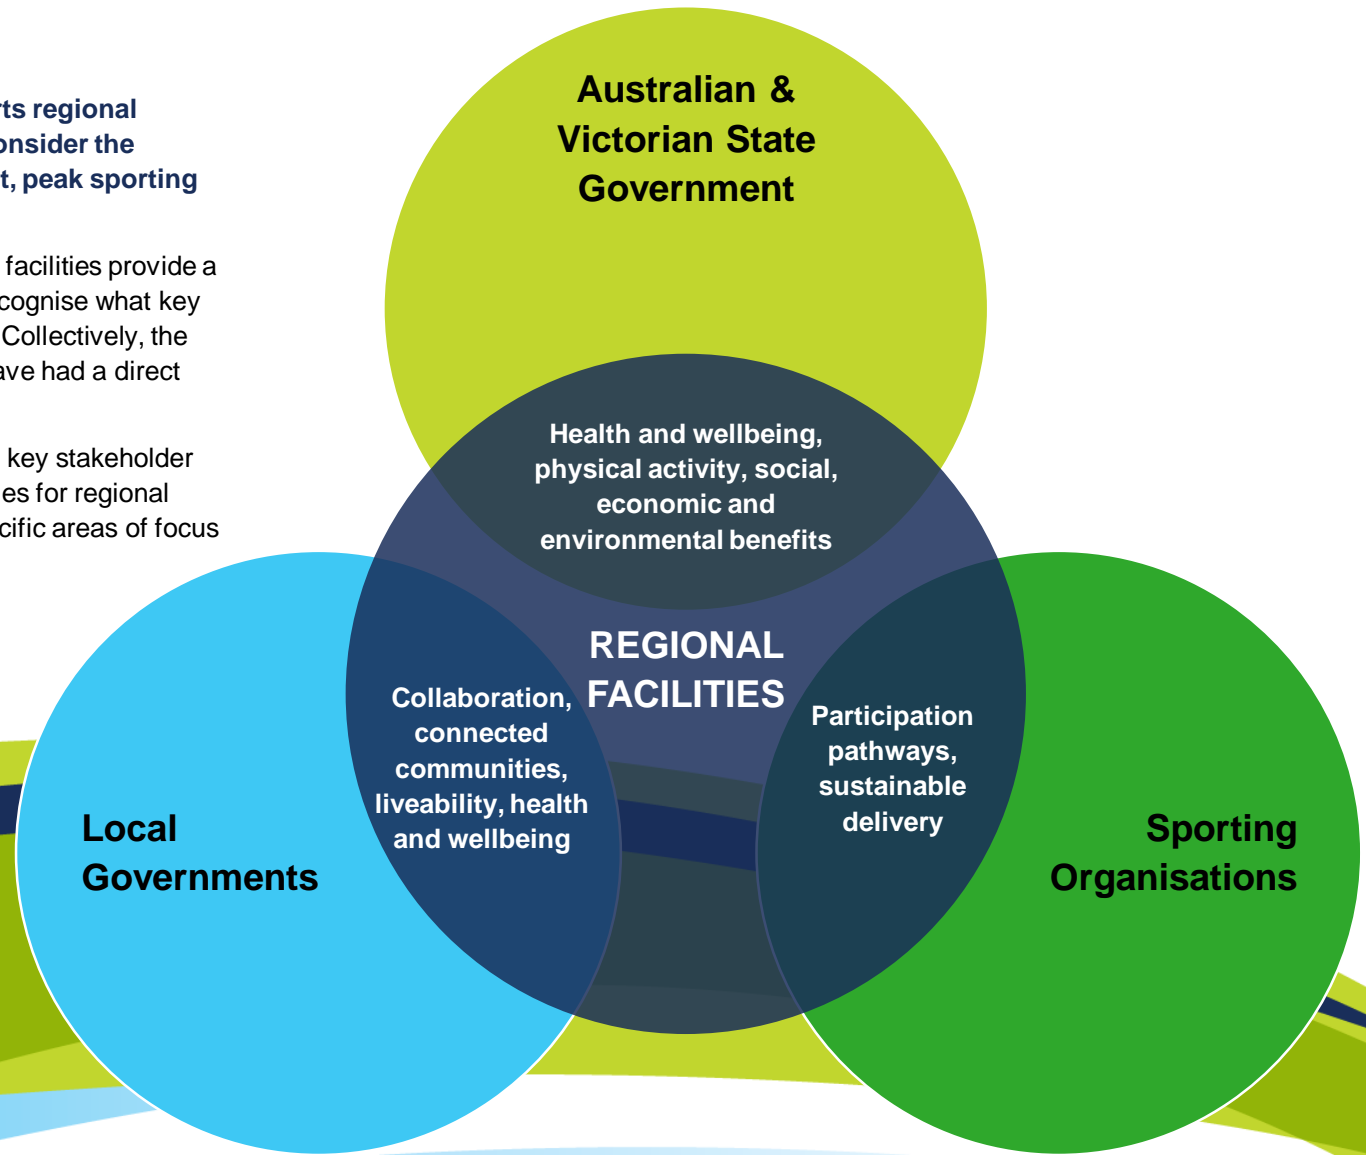 rts regional
onsider the
t, peak sporting
facilities provide a
cognise what key
Collectively, the
ave had a direct
key stakeholder
es for regional
cific areas of focus
Australian &
Victorian State
Government
Health and wellbeing,
physical activity, social,
economic and
environmental benefits
REGIONAL
FACILITIES
Collaboration,
connected
communities,
liveability, health
and wellbeing
Participation
pathways,
sustainable
delivery
Local
Governments
Sporting
Organisations